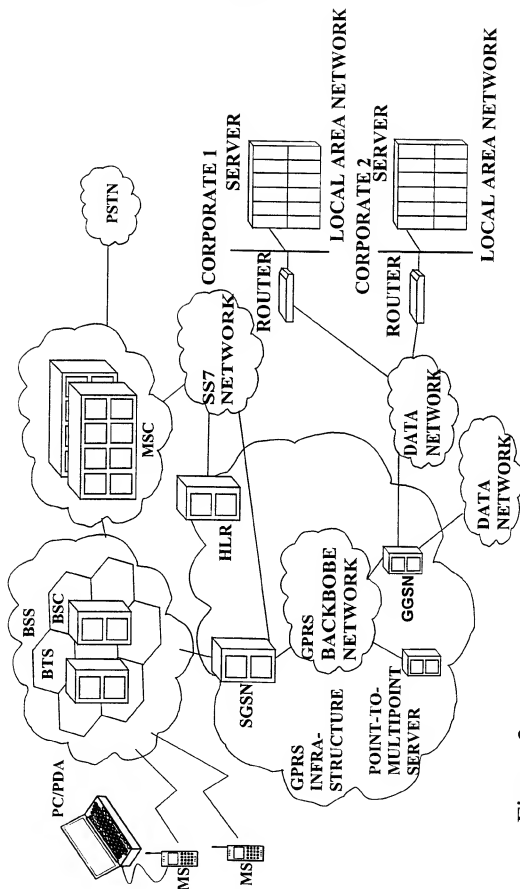 PC/PDA
MS
MS
BSS
BTS
BSC
MSC
PSTN
SGSN
HLR
SS7
NETWORK
GPRS
BACKBOBE
NETWORK
GPRS
INFRA-
STRUCTURE
POINT-TO-
MULTIPOINT
SERVER
GGSN
DATA
NETWORK
DATA
NETWORK
CORPORATE 1
SERVER
ROUTER
LOCAL AREA NETWORK
CORPORATE 2
SERVER
ROUTER
LOCAL AREA NETWORK